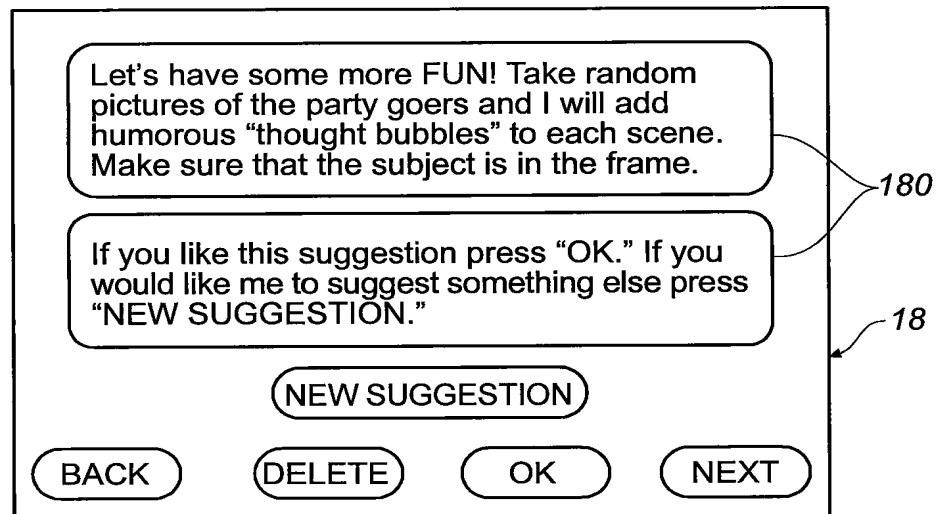 Let's have some more FUN! Take random
pictures of the party goers and I will add
humorous “thought bubbles” to each scene.
Make sure that the subject is in the frame.
180
If you like this suggestion press “OK.” If you
would like me to suggest something else press
“NEW SUGGESTION.”
18
NEW SUGGESTION
BACK DELETE OK NEXT